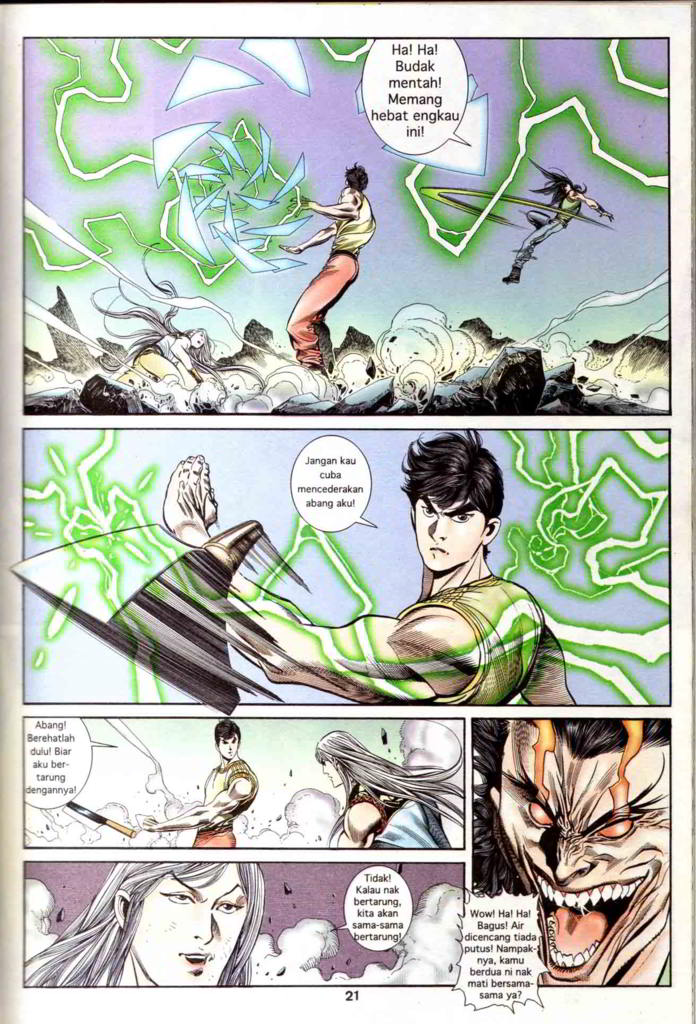 Ha! Ha!
Budak
mentah!
Memang
hebat engkau
ini!
Jangan kau
cuba
mencederakan
abang aku!
Abang!
Berehatlah
dulu! Biar
aku ber-
tarung
dengannya!
Tidak!
Kalau nak
bertarung,
kita akan
sama-sama
bertarung!
Wow! Ha! Ha!
Bagus! Air
dicencang tiada
putus! Nampak-
nya, kamu
berdua ni nak
mati bersama-
sama ya?
21